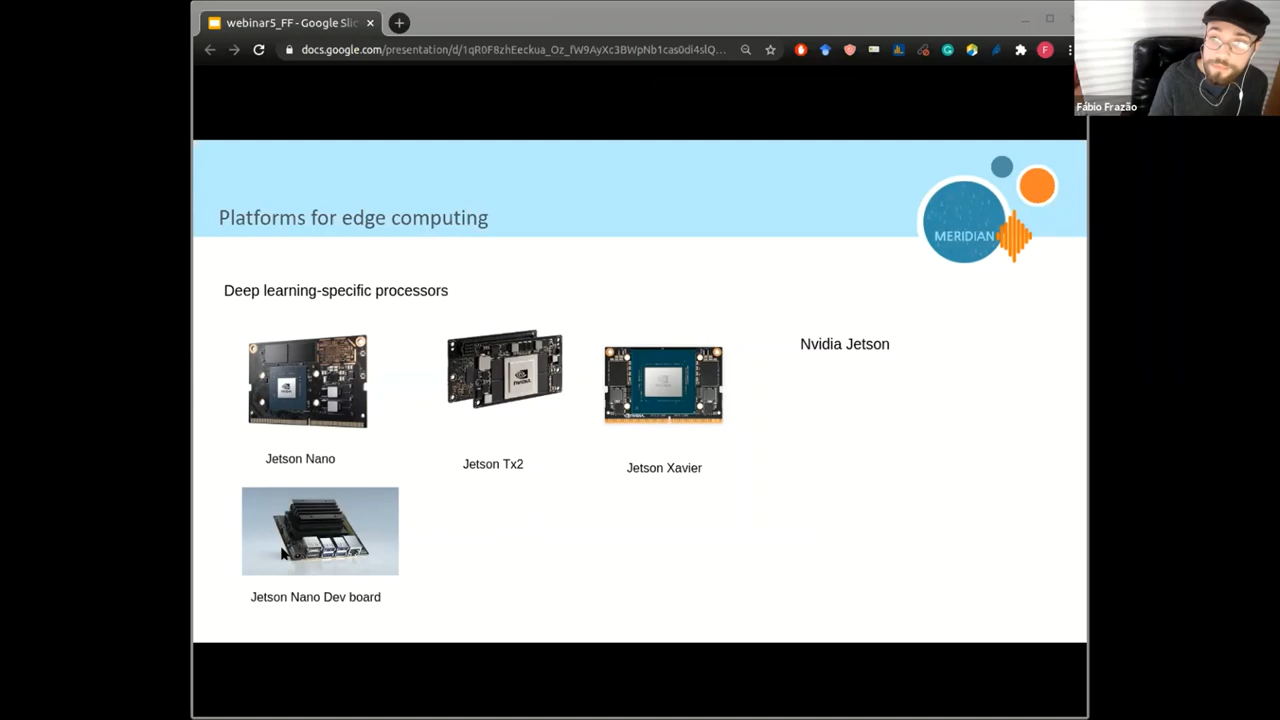 webinar5_FF - Google Slic
docs.google.com/presentation/d/1qR0F8zhEeckua_Oz_fW9AyXc3BWpNb1cas0di4slQ...
F
Fábio Frazão
Platforms for edge computing
MERIDIAN
Deep learning-specific processors
Nvidia Jetson
Jetson Nano
Jetson Tx2
Jetson Xavier
Jetson Nano Dev board